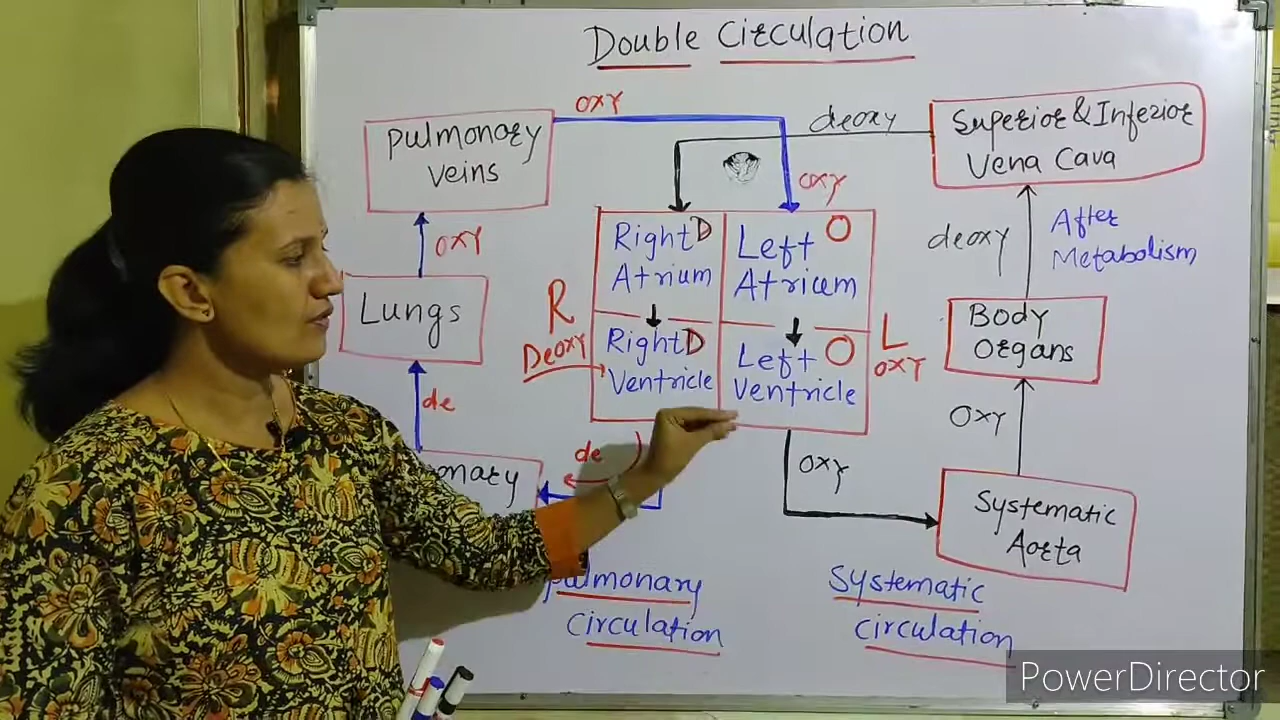 Double Circulation
oxy
deoxy
Pulmonary
Veins
Superior & Inferior
Vena Cava
oxy
oxy
deoxy
After
Metabolism
Right D
Atrium
Left O
Atrium
Lungs
R
Deoxy
Right D
Ventricle
Left O
Ventricle
L
oxy
Body
Organs
de
oxy
de
oxy
onary
Systematic
Aorta
Pulmonary
circulation
Systematic
circulation
PowerDirector